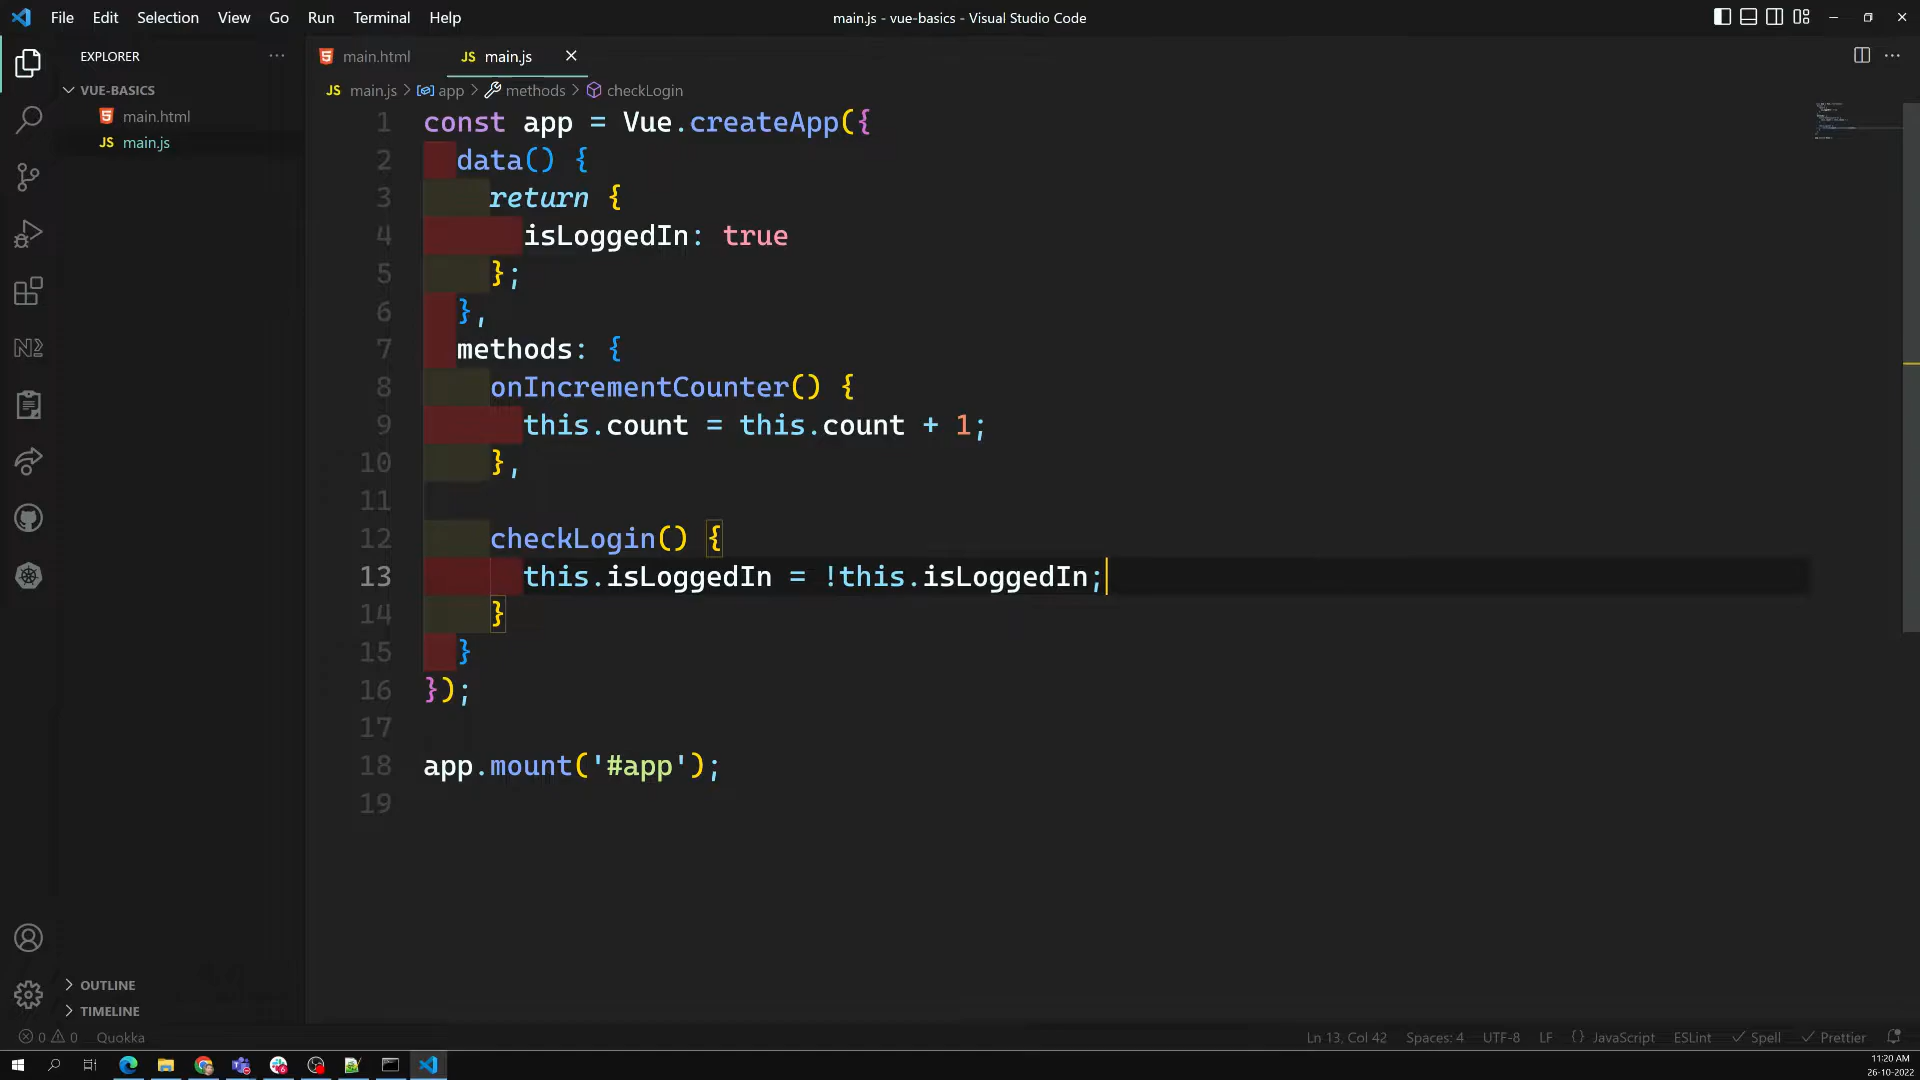 File Edit Selection View Go Run Terminal Help
main.js - vue-basics - Visual Studio Code
EXPLORER
main.html
JS main.js
VUE-BASICS
main.html
JS main.js
JS main.js > app > methods > checkLogin
1 const app = Vue.createApp({
2 data() {
3 return {
4 isLoggedIn: true
5 };
6 },
7 methods: {
8 onIncrementCounter() {
9 this.count = this.count + 1;
10 },
11
12 checkLogin() {
13 this.isLoggedIn = !this.isLoggedIn;
14 }
15 }
16 });
17
18 app.mount('#app');
19
OUTLINE
TIMELINE
0 0 Quokka
Ln 13, Col 42 Spaces: 4 UTF-8 LF {} JavaScript ESLint Spell Prettier
11:20 AM
26-10-2022